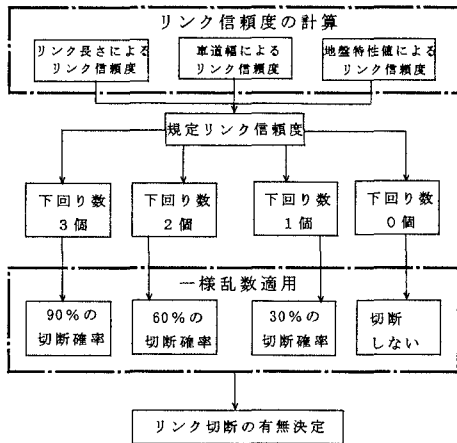 リンク信頼度の計算
リンク長さによる
リンク信頼度
車道幅による
リンク信頼度
地盤特性値による
リンク信頼度
規定リンク信頼度
下回り数
3個
下回り数
2個
下回り数
1個
下回り数
0個
一様乱数適用
90%の
切断確率
60%の
切断確率
30%の
切断確率
切断
しない
リンク切断の有無決定